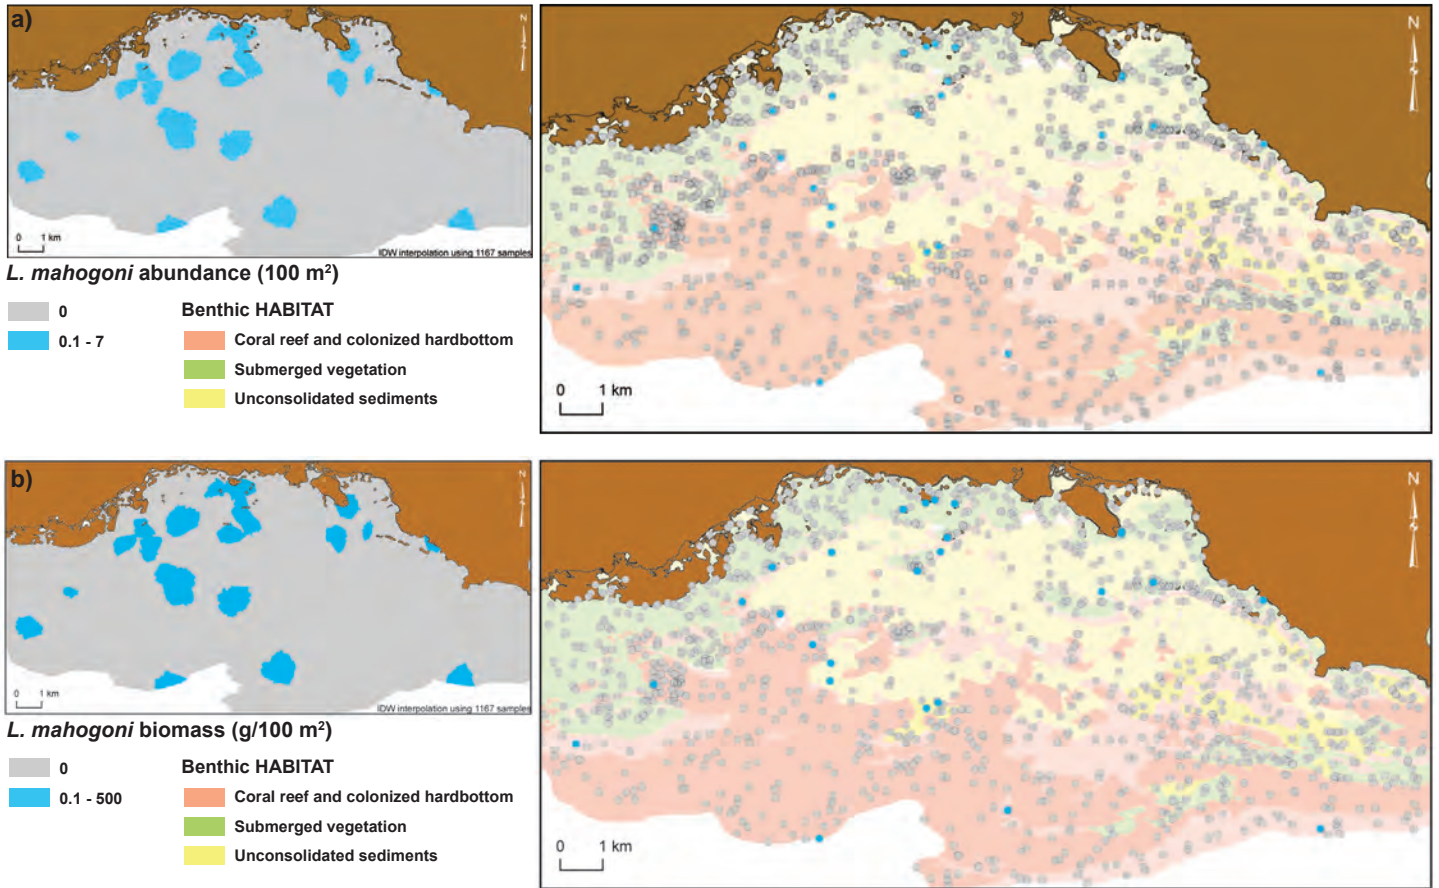 a)
N
0 1 km
IDW interpolation using 1167 samples
N
0 1 km
L. mahogoni abundance (100 m²)
0
0.1 - 7
Benthic HABITAT
Coral reef and colonized hardbottom
Submerged vegetation
Unconsolidated sediments
b)
N
0 1 km
IDW interpolation using 1167 samples
N
0 1 km
L. mahogoni biomass (g/100 m²)
0
0.1 - 500
Benthic HABITAT
Coral reef and colonized hardbottom
Submerged vegetation
Unconsolidated sediments